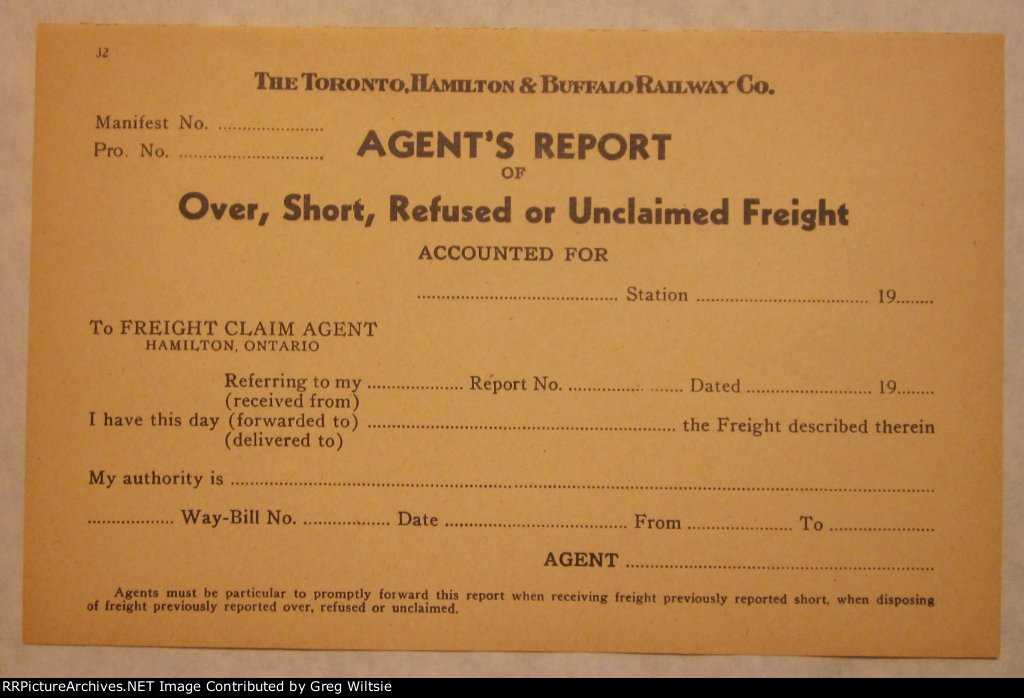 32
THE TORONTO, HAMILTON & BUFFALO RAILWAY CO.
Manifest No. ......................
Pro. No. ..............................
AGENT'S REPORT
OF
Over, Short, Refused or Unclaimed Freight
ACCOUNTED FOR
.......................................... Station .................................... 19........
To FREIGHT CLAIM AGENT
HAMILTON, ONTARIO
Referring to my .................... Report No. ........................ Dated .......................... 19........
(received from)
I have this day (forwarded to) ................................................................ the Freight described therein
(delivered to)
My authority is ................................................................................................................
.................. Way-Bill No. .................. Date ...................................... From ...................... To ......................
AGENT ................................................................
Agents must be particular to promptly forward this report when receiving freight previously reported short, when disposing
of freight previously reported over, refused or unclaimed.
RRPictureArchives.NET Image Contributed by Greg Wiltsie